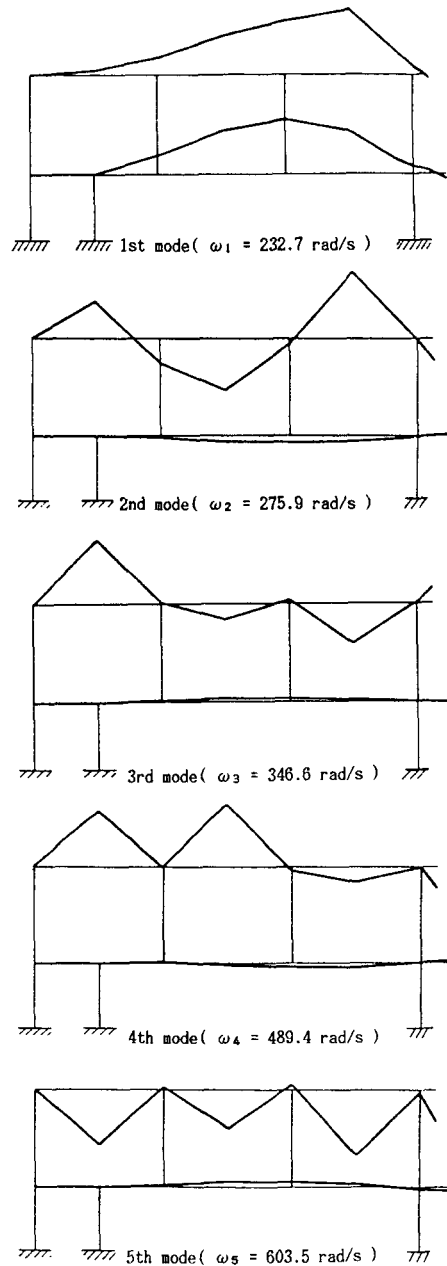 1st mode( ω₁ = 232.7 rad/s )
2nd mode( ω₂ = 275.9 rad/s )
3rd mode( ω₃ = 346.6 rad/s )
4th mode( ω₄ = 489.4 rad/s )
5th mode( ω₅ = 603.5 rad/s )